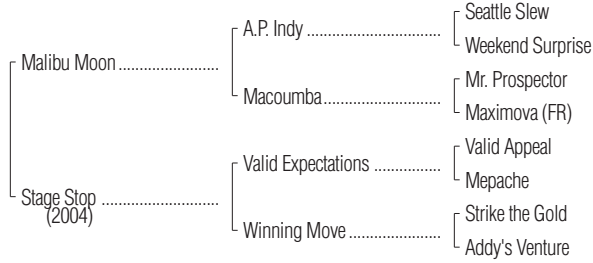 Seattle Slew
A.P. Indy ............................
Weekend Surprise
Malibu Moon .........................
Mr. Prospector
Macoumba.............................
Maximova (FR)
Valid Appeal
Valid Expectations .................
Mepache
Stage Stop .............................
(2004)
Strike the Gold
Winning Move .......................
Addy's Venture